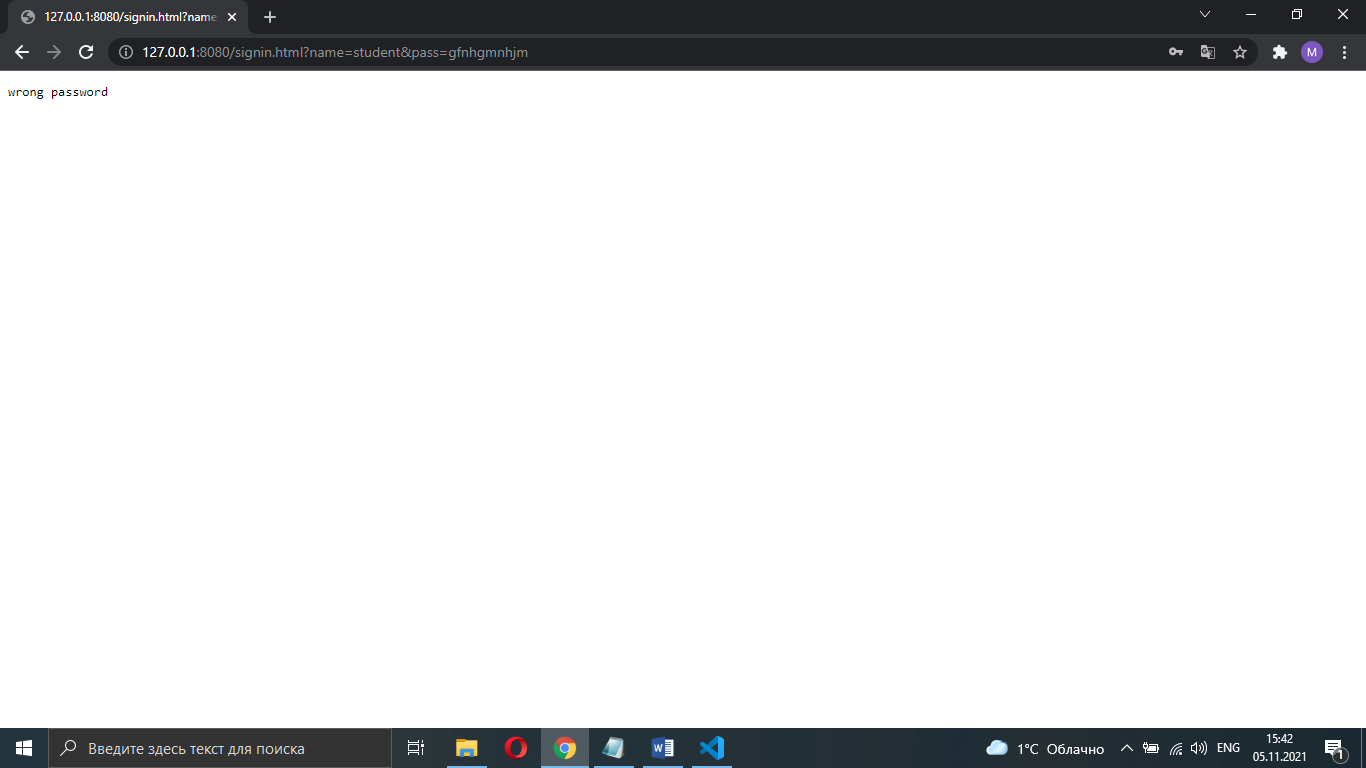 127.0.0.1:8080/signin.html?name
127.0.0.1:8080/signin.html?name=student&pass=gfnhgmnhjm
M
wrong password
Введите здесь текст для поиска
1°C Облачно
ENG
15:42
05.11.2021
1